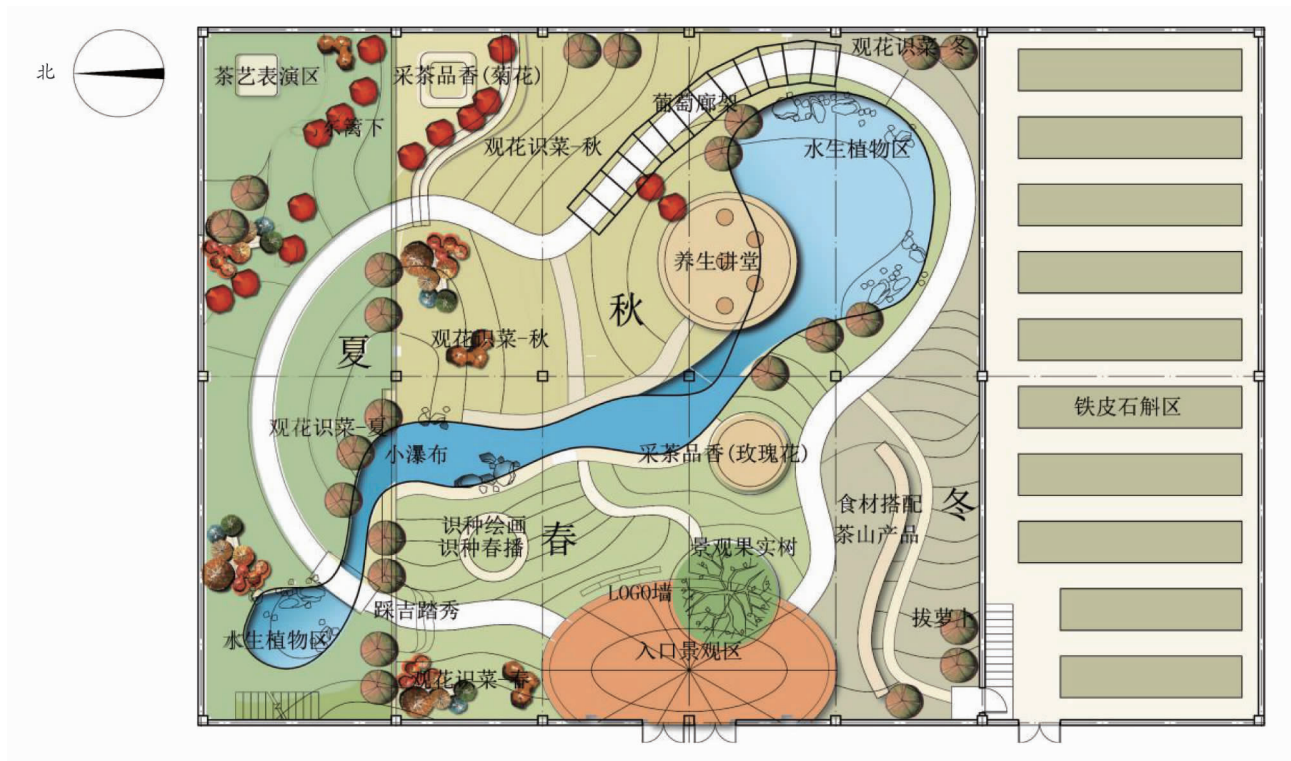 北
茶艺表演区
采茶品香(菊花)
观花识菜-冬
葡萄廊架
东篱下
观花识菜-秋
水生植物区
养生讲堂
秋
观花识菜-秋
夏
铁皮石斛区
观花识菜-夏
小瀑布
采茶品香(玫瑰花)
食材搭配
茶山产品
冬
识种绘画
识种春播
春
景观果实树
LOGO墙
踩吉踏秀
拔萝卜
水生植物区
入口景观区
观花识菜-春